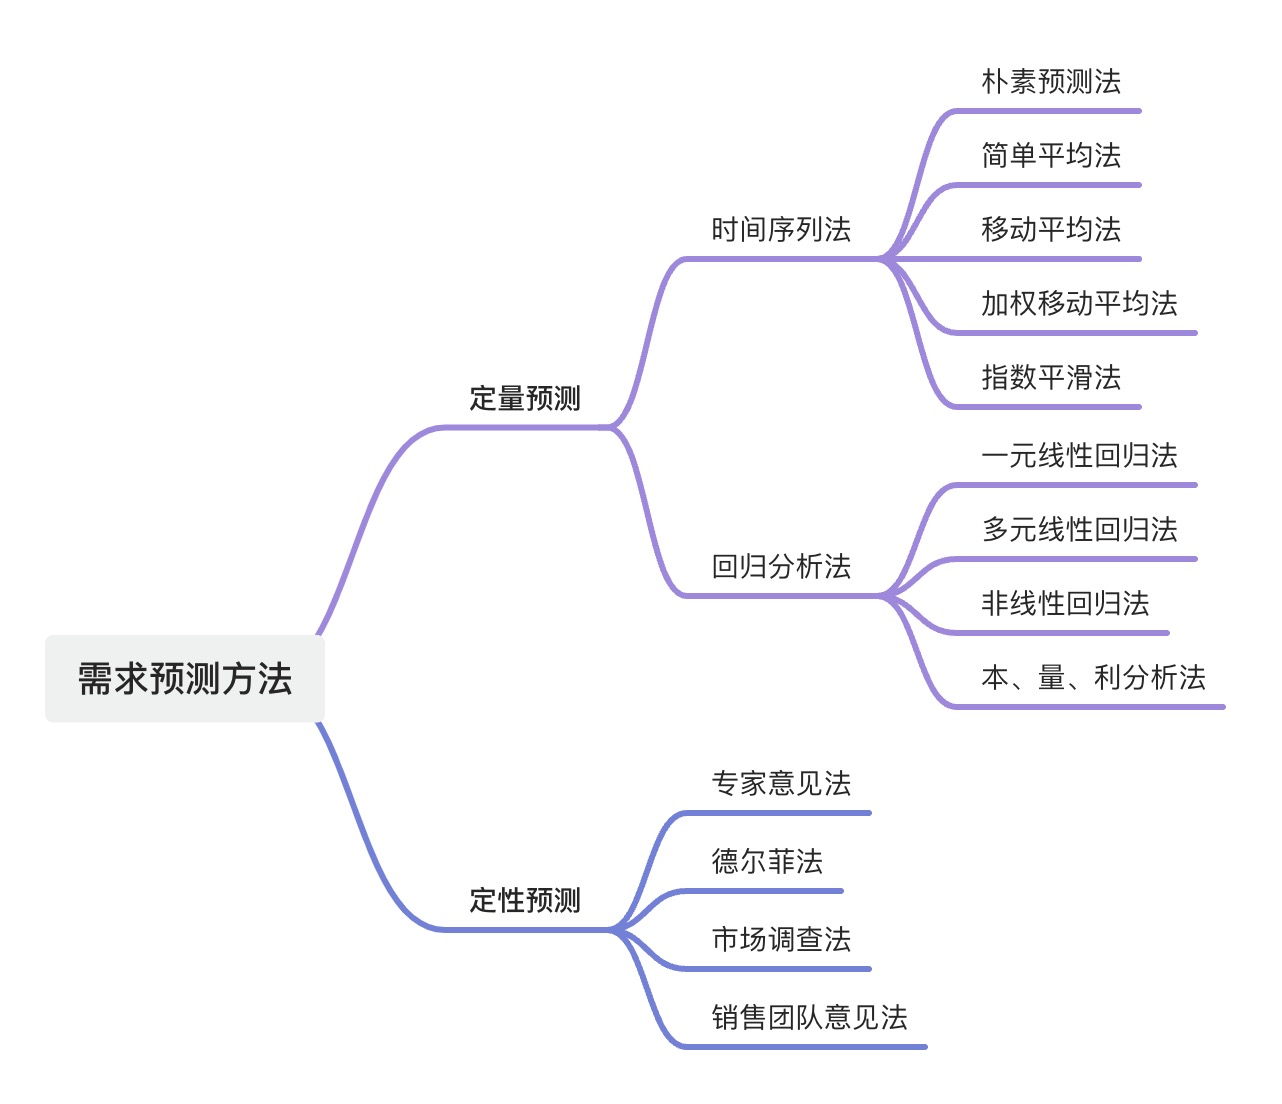 需求预测方法
定量预测
时间序列法
朴素预测法
简单平均法
移动平均法
加权移动平均法
指数平滑法
回归分析法
一元线性回归法
多元线性回归法
非线性回归法
本、量、利分析法
定性预测
专家意见法
德尔菲法
市场调查法
销售团队意见法